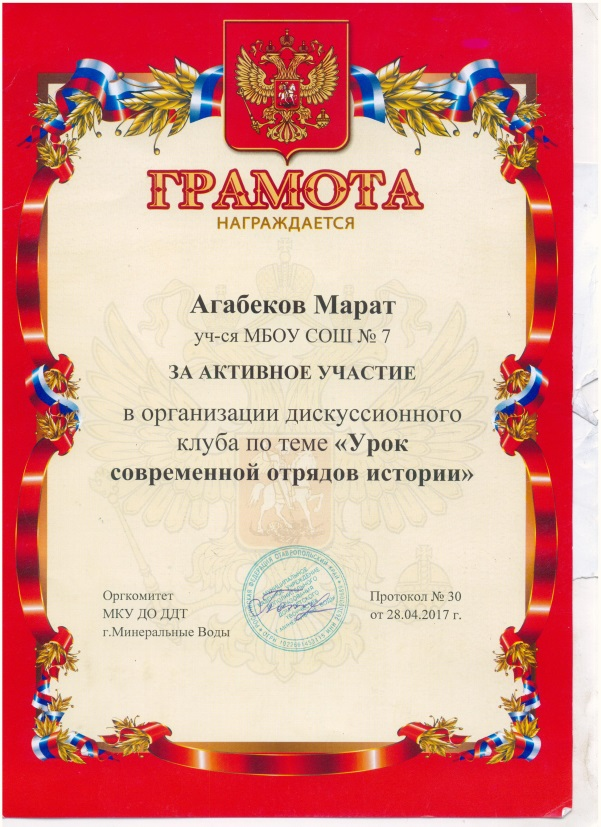 ГРАМОТА
НАГРАЖДАЕТСЯ
Агабеков Марат
уч-ся МБОУ СОШ № 7
ЗА АКТИВНОЕ УЧАСТИЕ
в организации дискуссионного
клуба по теме «Урок
современной отрядов истории»
Оргкомитет
МКУ ДО ДДТ
г.Минеральные Воды
Протокол № 30
от 28.04.2017 г.